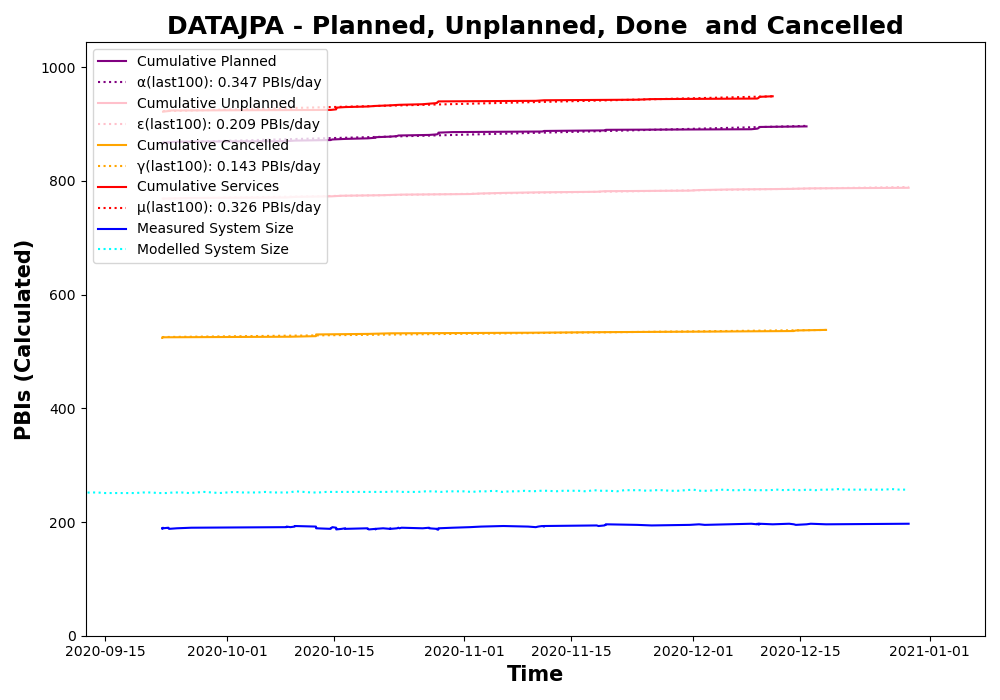 DATAJPA - Planned, Unplanned, Done  and Cancelled
PBIs (Calculated)
1000
800
600
400
200
0
Cumulative Planned
α(last100): 0.347 PBIs/day
Cumulative Unplanned
ε(last100): 0.209 PBIs/day
Cumulative Cancelled
γ(last100): 0.143 PBIs/day
Cumulative Services
μ(last100): 0.326 PBIs/day
Measured System Size
Modelled System Size
2020-09-15
2020-10-01
2020-10-15
2020-11-01
2020-11-15
2020-12-01
2020-12-15
2021-01-01
Time